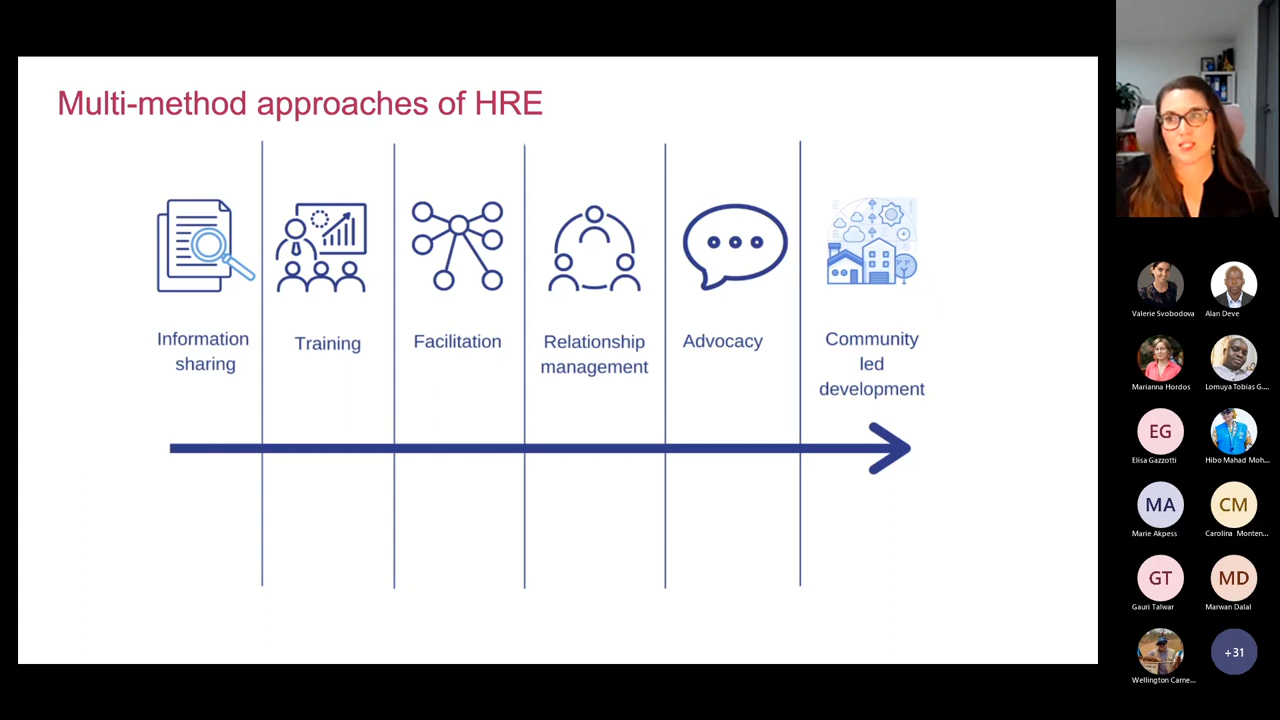 Multi-method approaches of HRE
Information
sharing
Training
Facilitation
Relationship
management
Advocacy
Community
led
development
Valerie Svobodova
Alan Deve
Marianna Hordos
Lomuya Tobias G....
EG
Elisa Gazzotti
Hibo Mahad Moh...
MA
Marie Akpess
CM
Carolina Monten...
GT
Gauri Talwar
MD
Marwan Dalal
Wellington Carne...
+31